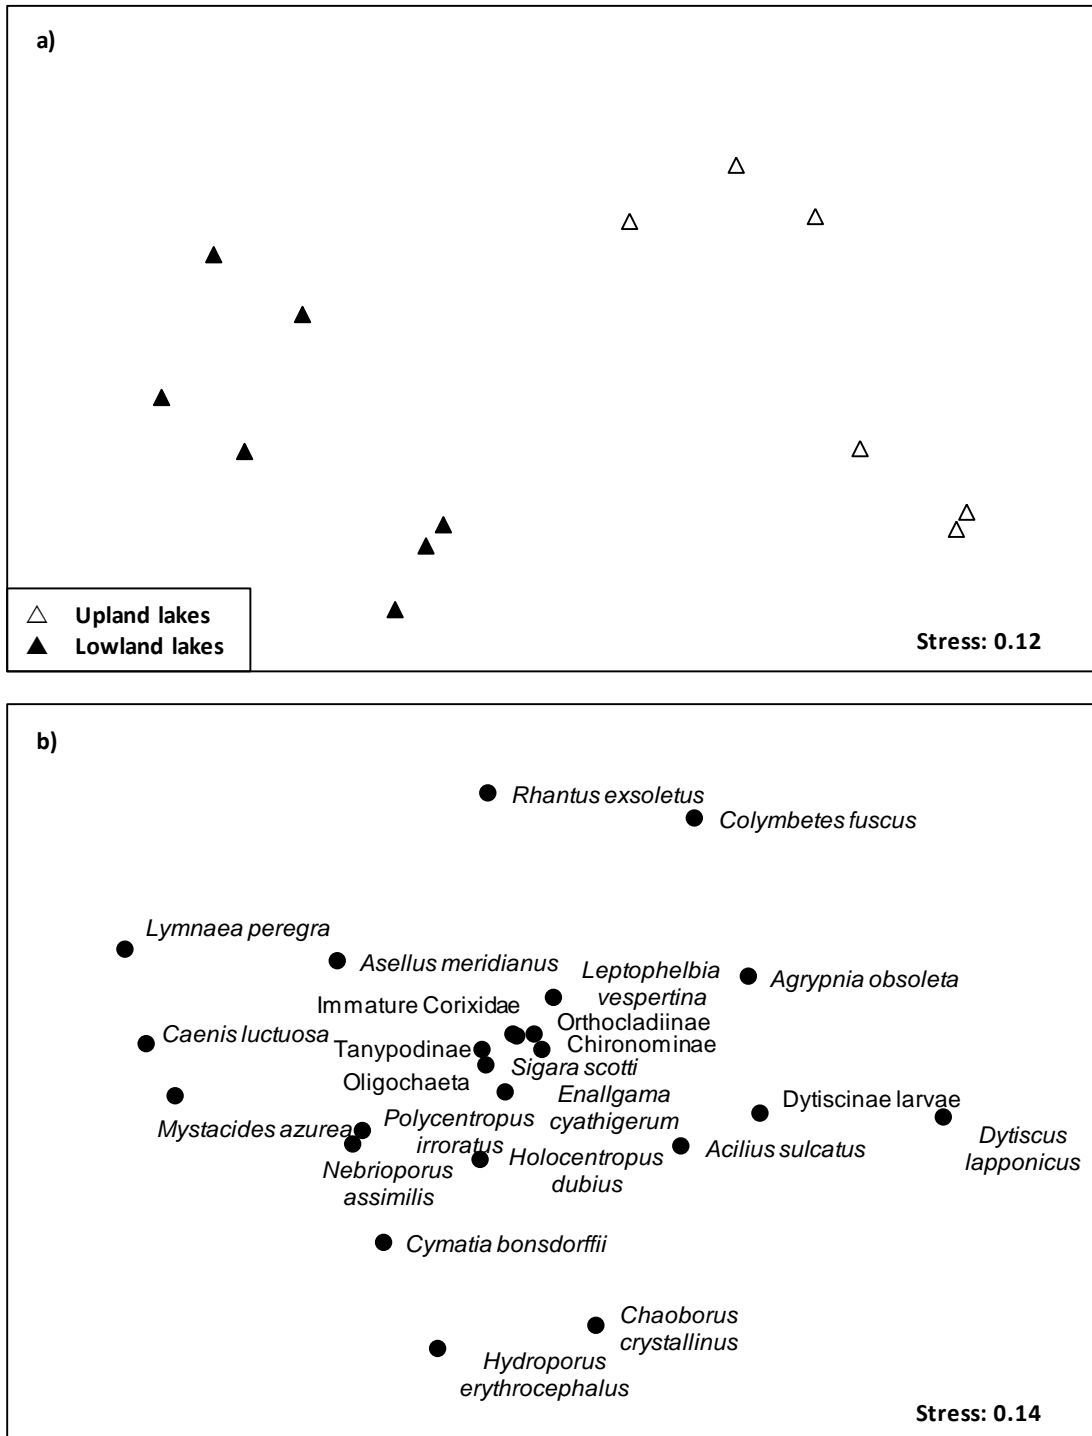 a)
Upland lakes
Lowland lakes
Stress: 0.12
b)
Rhantus exsoletus
Colymbetes fuscus
Lymnaea peregra
Asellus meridianus
Leptophelbia
vespertina
Agrypnia obsoleta
Immature Corixidae
Orthocladiinae
Caenis luctuosa
Tanypodinae
Chironominae
Sigara scotti
Oligochaeta
Enallgama
cyathigerum
Dytiscinae larvae
Mystacides azurea
Polycentropus
irroratus
Dytiscus
lapponicus
Nebrioporus
assimilis
Holocentropus
dubius
Acilius sulcatus
Cymatia bonsdorffii
Chaoborus
crystallinus
Hydroporus
erythrocephalus
Stress: 0.14